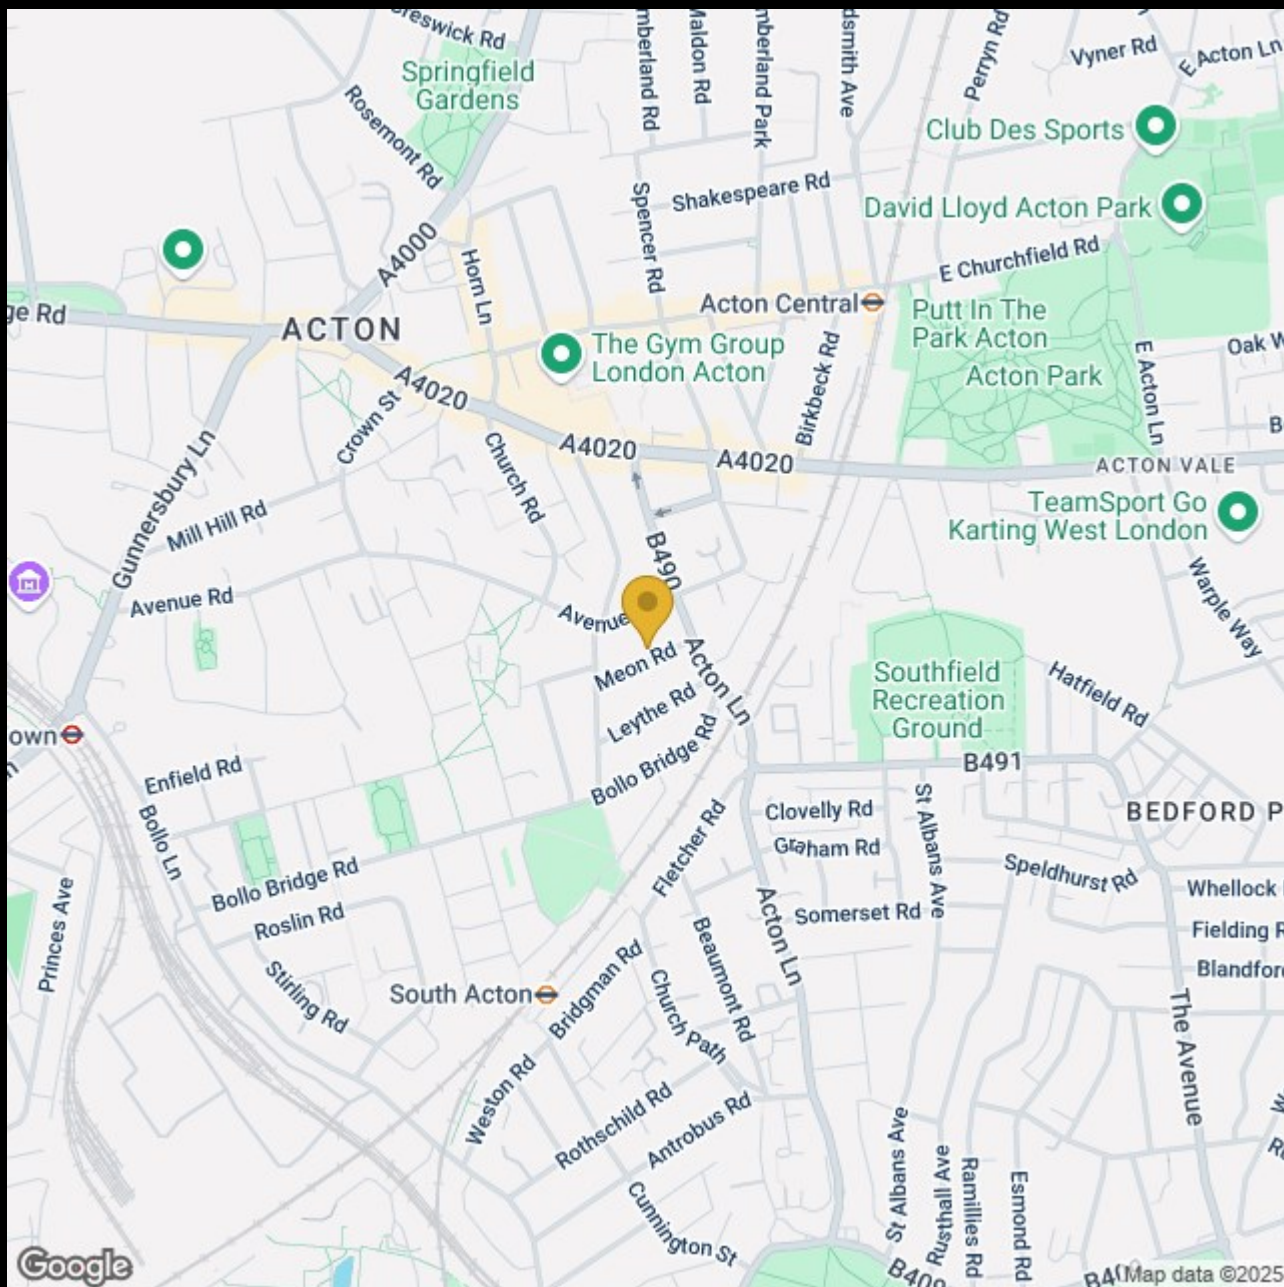 Creswick Rd
Springfield
Gardens
Rosemont Rd
Maldon Rd
Spencer Rd
Perryn Rd
Vyner Rd
E Acton Ln
Club Des Sports
Shakespeare Rd
David Lloyd Acton Park
E Churchfield Rd
A4000
Horn Ln
ge Rd
ACTON
Acton Central
Putt In The
Park Acton
The Gym Group
London Acton
Acton Park
Birkbeck Rd
E Acton Ln
Oak W
A4020
Crown St
Church Rd
A4020
A4020
ACTON VALE
Gunnersbury Ln
TeamSport Go
Karting West London
Mill Hill Rd
B490
Avenue Rd
Avenue
Warple Way
Meon Rd
Acton Ln
Southfield
Recreation
Ground
Hatfield Rd
Leythe Rd
own
Enfield Rd
Bollo Bridge Rd
B491
Bollo Ln
Clovelly Rd
St Albans Ave
BEDFORD P
Fletcher Rd
Graham Rd
Bollo Bridge Rd
Speldhurst Rd
Whellock
Roslin Rd
Acton Ln
Somerset Rd
Fielding R
Princes Ave
Beaumont Rd
Blandford
Stirling Rd
South Acton
Bridgman Rd
Church Path
The Avenue
Weston Rd
Rothschild Rd
Antrobus Rd
St Albans Ave
Rusthall Ave
Ramillies Rd
Esmond Rd
Cunnington St
B409
Google
Map data ©2025